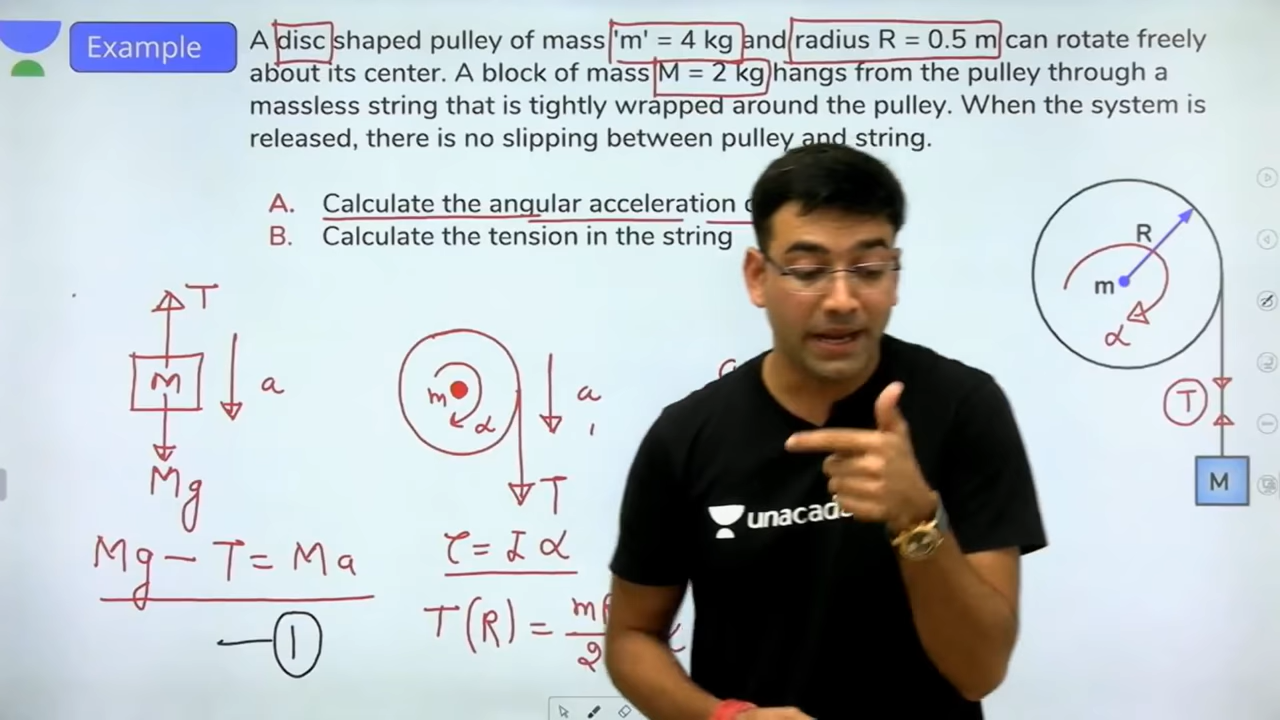 Example
A disc shaped pulley of mass 'm' = 4 kg and radius R = 0.5 m can rotate freely
about its center. A block of mass M = 2 kg hangs from the pulley through a
massless string that is tightly wrapped around the pulley. When the system is
released, there is no slipping between pulley and string.
A. Calculate the angular acceleration
B. Calculate the tension in the string
T
M
a
Mg
Mg - T = Ma
1
m
α
a
T
τ = I α
T(R) = m
2
R
m
α
T
M
unacad